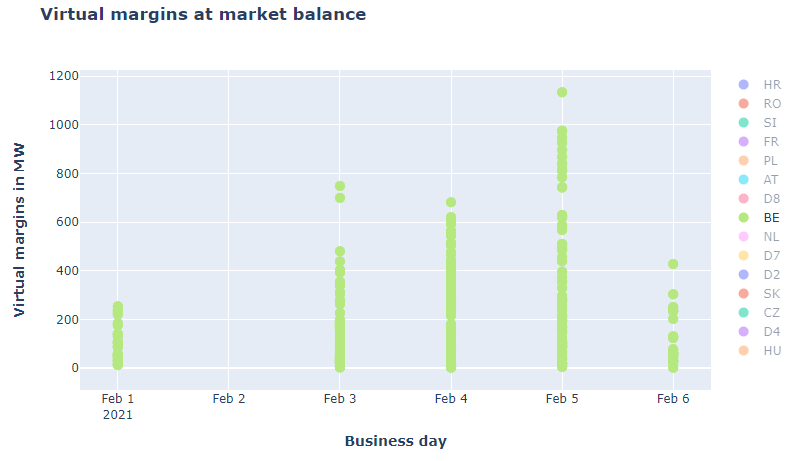 Virtual margins at market balance
Virtual margins in MW
1200
1000
800
600
400
200
0
Feb 1
2021
Feb 2
Feb 3
Feb 4
Feb 5
Feb 6
Business day
HR
RO
SI
FR
PL
AT
D8
BE
NL
D7
D2
SK
CZ
D4
HU